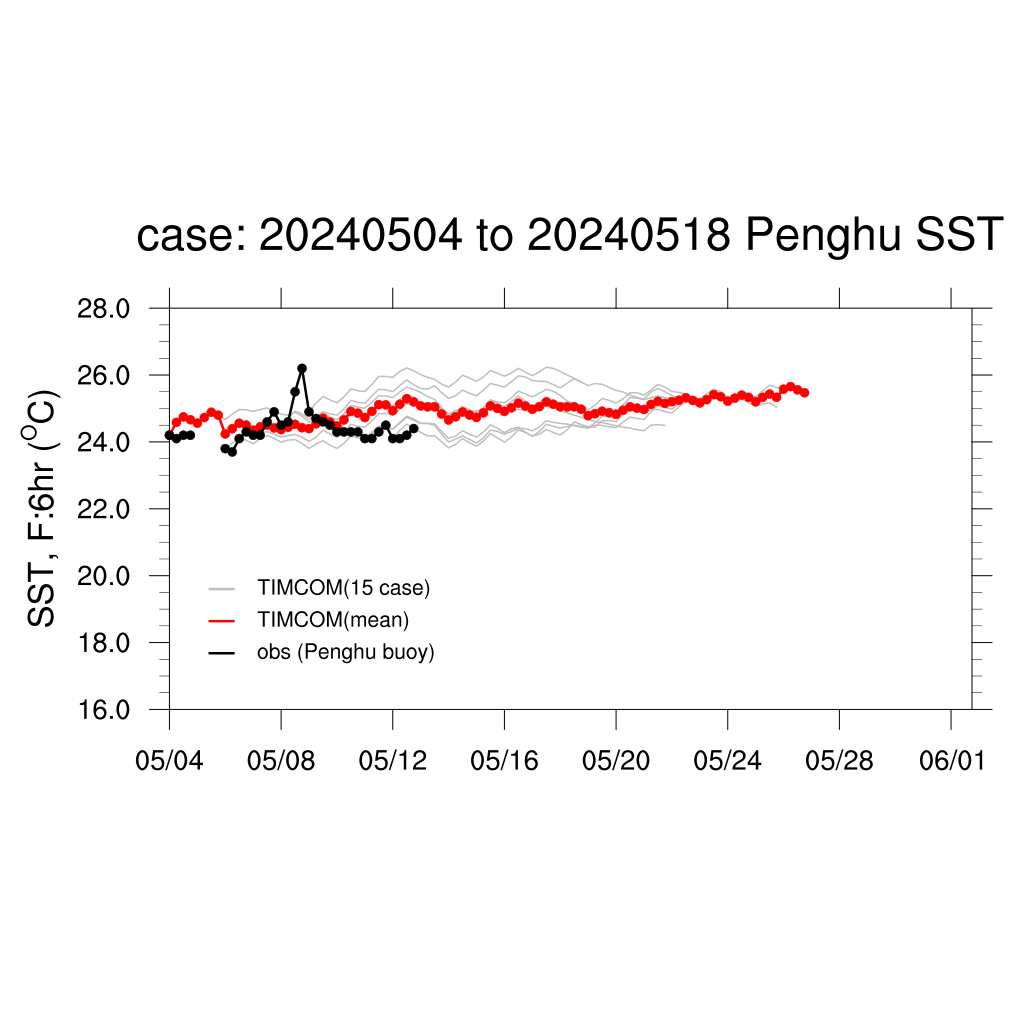 case: 20240504 to 20240518 Penghu SST
SST, F:6hr (°C)
28.0
26.0
24.0
22.0
20.0
18.0
16.0
TIMCOM(15 case)
TIMCOM(mean)
obs (Penghu buoy)
05/04 05/08 05/12 05/16 05/20 05/24 05/28 06/01